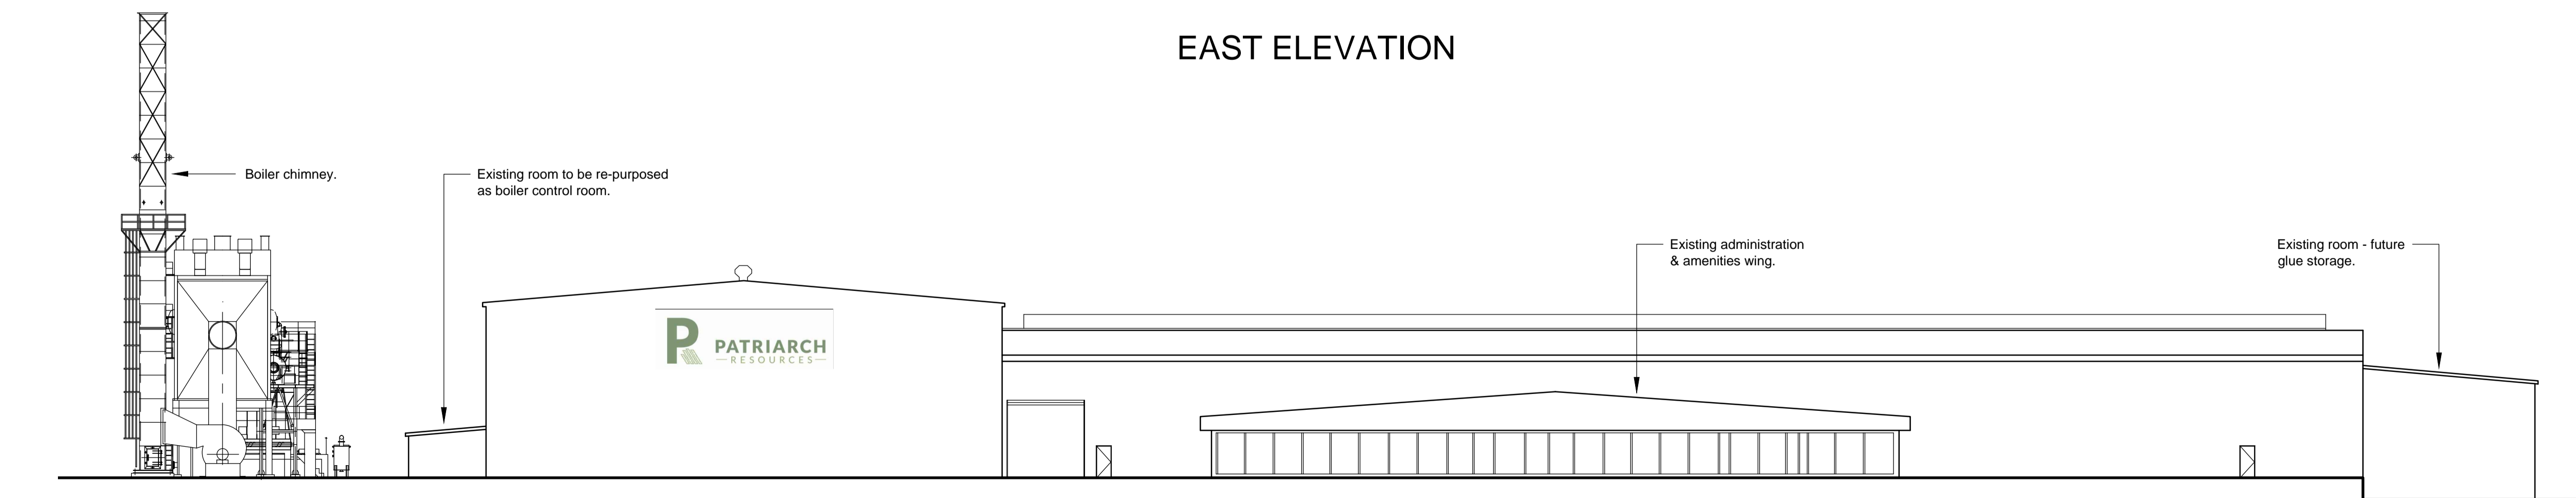 EAST ELEVATION
Boiler chimney.
Existing room to be re-purposed
as boiler control room.
Existing administration
& amenities wing.
Existing room - future
glue storage.
P
PATRIARCH
RESOURCES